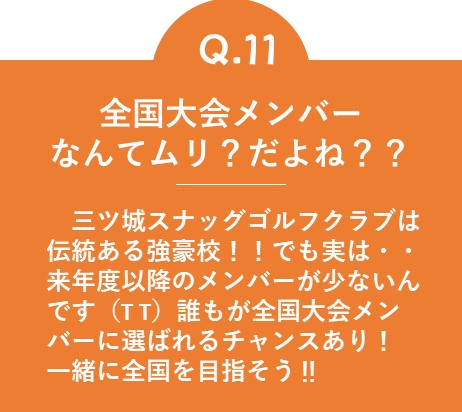 Q.11
全国大会メンバー
なんてムリ？だよね？？
三ツ城スナッグゴルフクラブは
伝統ある強豪校！！でも実は・・
来年度以降のメンバーが少ないん
です（T T）誰もが全国大会メン
バーに選ばれるチャンスあり！
一緒に全国を目指そう!!